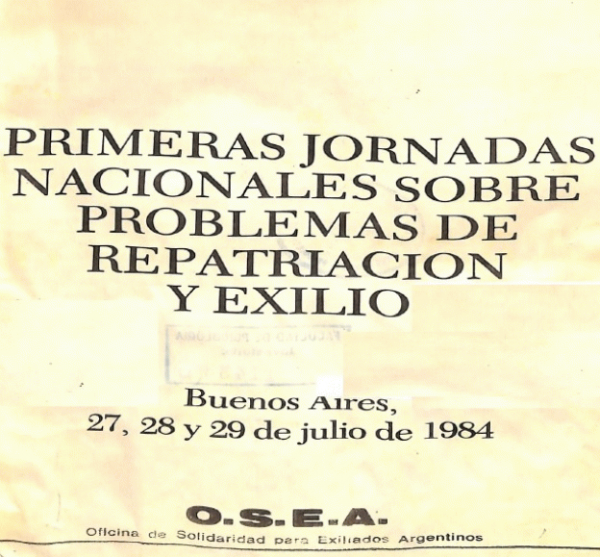 PRIMERAS JORNADAS
NACIONALES SOBRE
PROBLEMAS DE
REPATRIACION
Y EXILIO
Buenos Aires,
27, 28 y 29 de julio de 1984
O.S.E.A.
Oficina de Solidaridad para Exiliados Argentinos